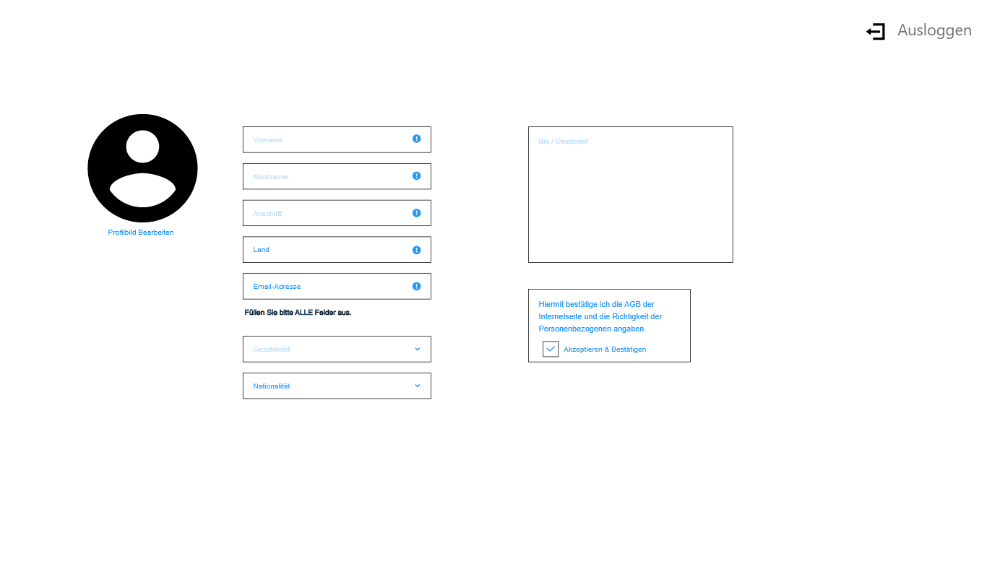 Ausloggen
Vorname
Nachname
Anschrift
Land
Email-Adresse
Füllen Sie bitte ALLE Felder aus.
Geschlecht
Nationalität
Profilbild Bearbeiten
Bio / Steckbrief
Hiermit bestätige ich die AGB der
Internetseite und die Richtigkeit der
Personenbezogenen angaben.
Akzeptieren & Bestätigen